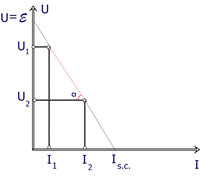 U = ℰ
U
U₁
U₂
α
I₁
I₂
I s.c.
I